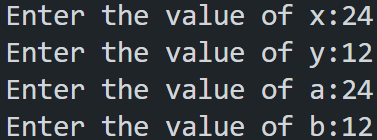 Enter the value of x:24
Enter the value of y:12
Enter the value of a:24
Enter the value of b:12